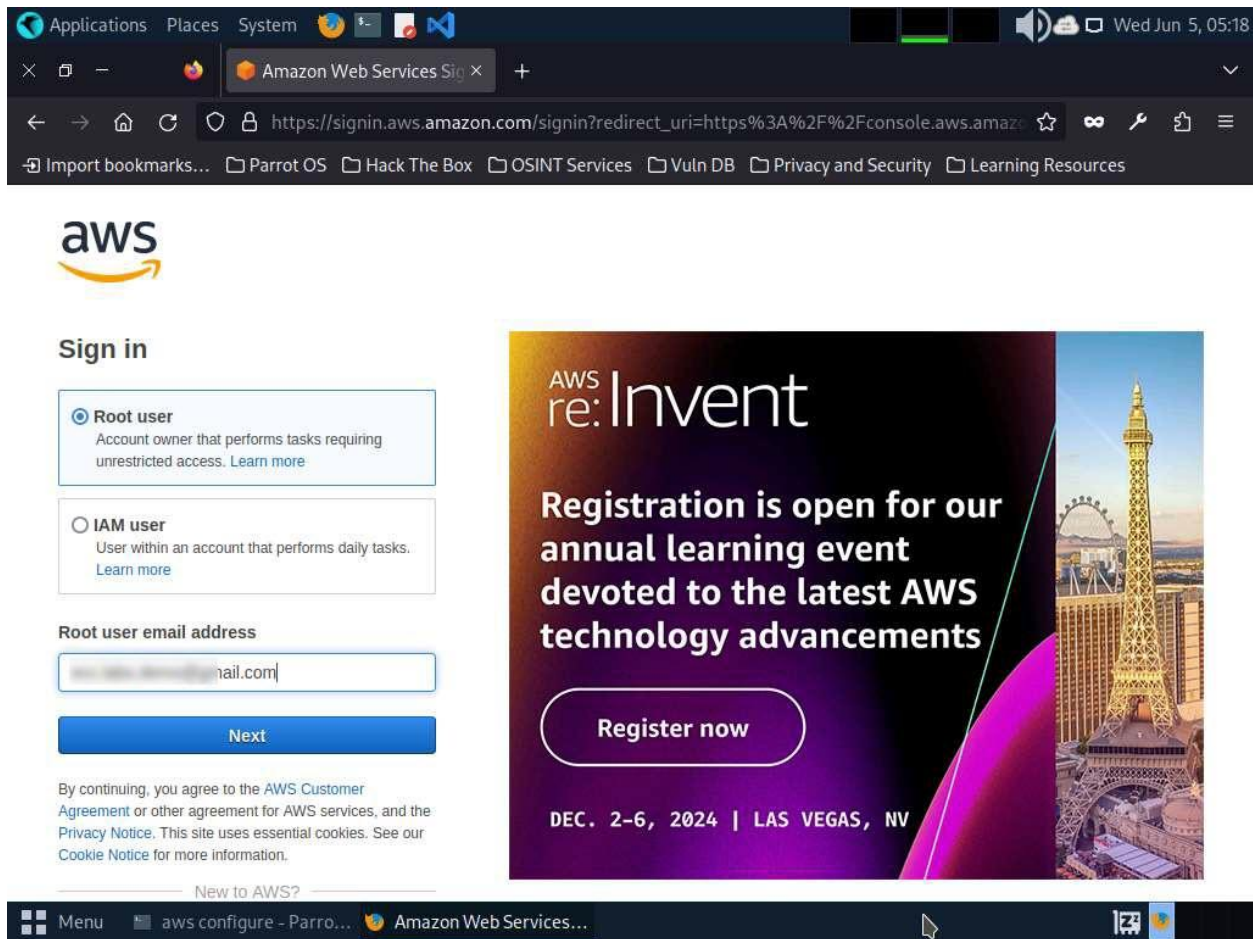 Applications Places System Wed Jun 5, 05:18
Amazon Web Services Sig
https://signin.aws.amazon.com/signin?redirect_uri=https%3A%2F%2Fconsole.aws.amazo
Import bookmarks... Parrot OS Hack The Box OSINT Services Vuln DB Privacy and Security Learning Resources
aws
Sign in
Root user
Account owner that performs tasks requiring
unrestricted access. Learn more
IAM user
User within an account that performs daily tasks.
Learn more
Root user email address
mail.com
Next
By continuing, you agree to the AWS Customer
Agreement or other agreement for AWS services, and the
Privacy Notice. This site uses essential cookies. See our
Cookie Notice for more information.
New to AWS?
AWS
re:Invent
Registration is open for our
annual learning event
devoted to the latest AWS
technology advancements
Register now
DEC. 2-6, 2024 | LAS VEGAS, NV
Menu aws configure - Parro... Amazon Web Services...